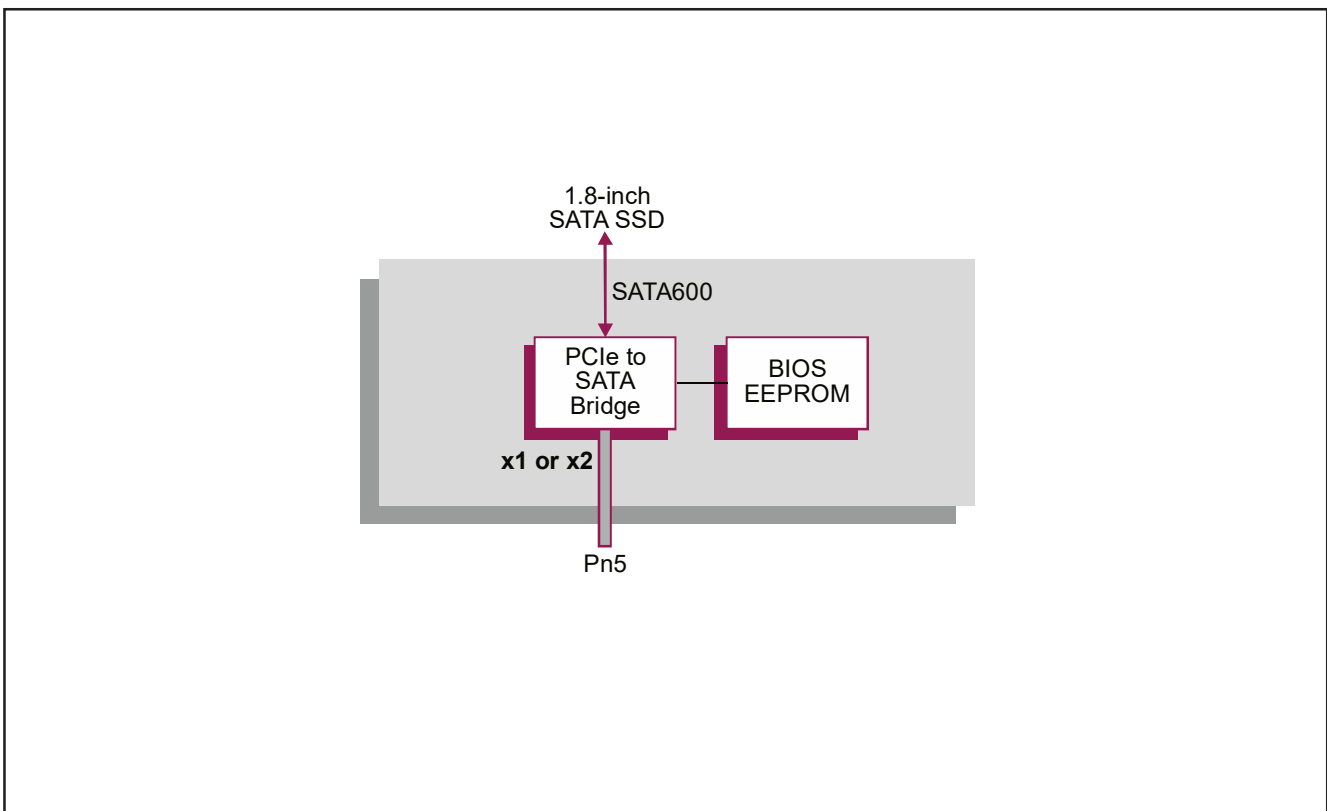 1.8-inch
SATA SSD
SATA600
PCIe to
SATA
Bridge
BIOS
EEPROM
x1 or x2
Pn5